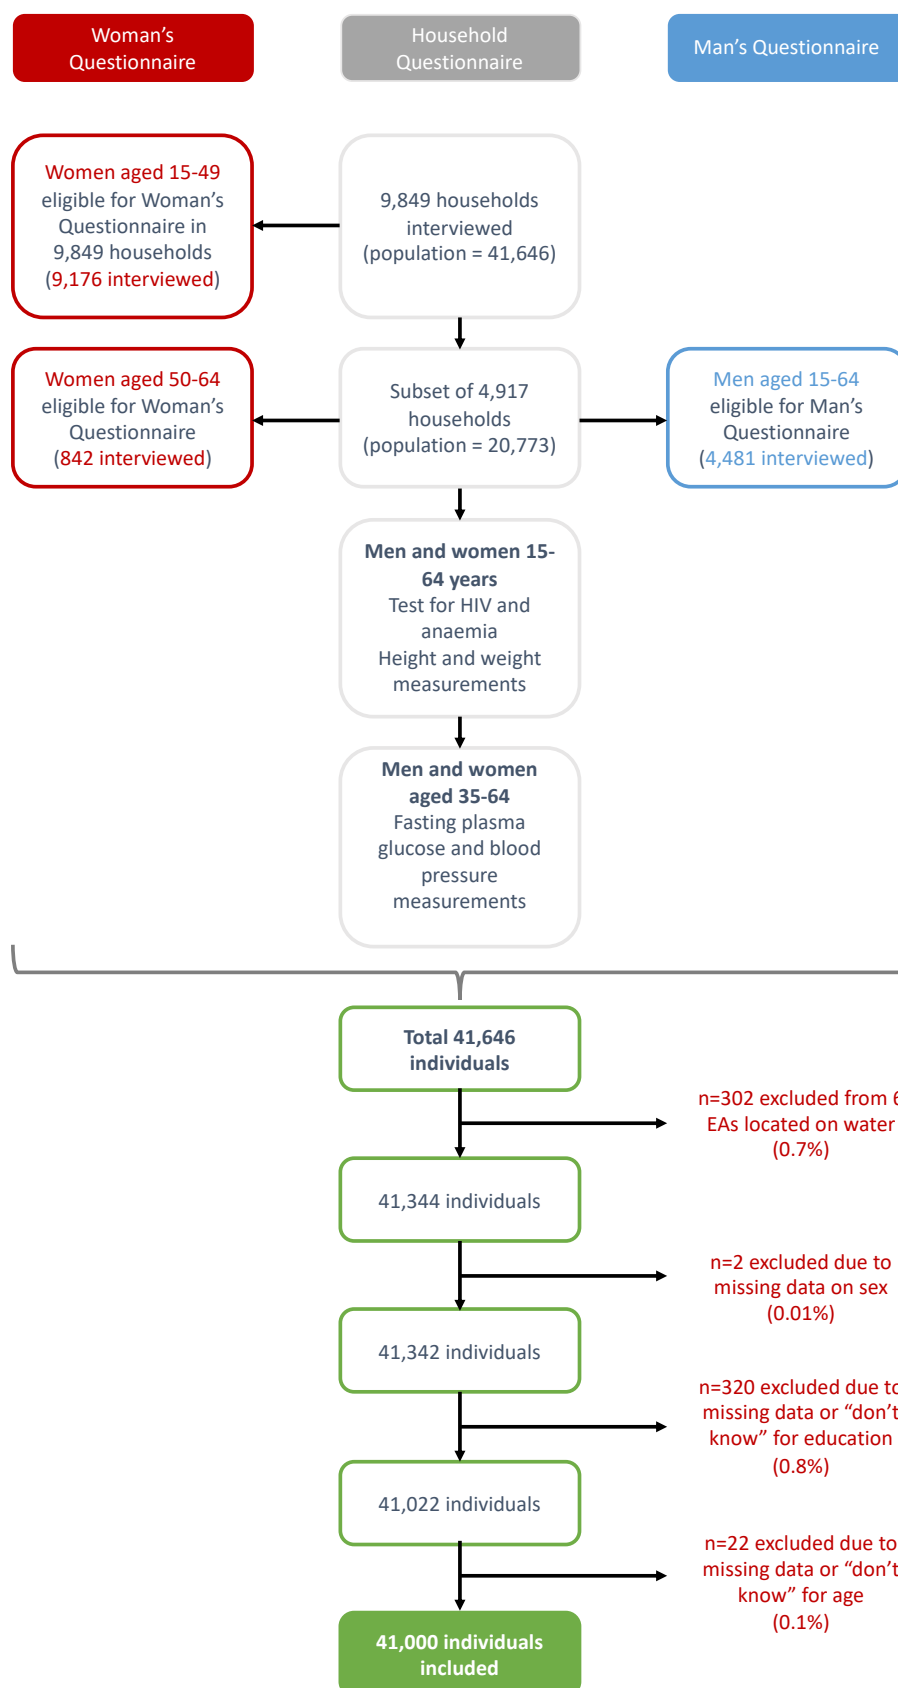 Woman's
Questionnaire
Household
Questionnaire
Man's Questionnaire
Women aged 15-49
eligible for Woman's
Questionnaire in
9,849 households
(9,176 interviewed)
9,849 households
interviewed
(population = 41,646)
Women aged 50-64
eligible for Woman's
Questionnaire
(842 interviewed)
Subset of 4,917
households
(population = 20,773)
Men aged 15-64
eligible for Man's
Questionnaire
(4,481 interviewed)
Men and women 15-
64 years
Test for HIV and
anaemia
Height and weight
measurements
Men and women
aged 35-64
Fasting plasma
glucose and blood
pressure
measurements
Total 41,646
individuals
n=302 excluded from 6
EAs located on water
(0.7%)
41,344 individuals
n=2 excluded due to
missing data on sex
(0.01%)
41,342 individuals
n=320 excluded due to
missing data or “don't
know” for education
(0.8%)
41,022 individuals
n=22 excluded due to
missing data or “don't
know” for age
(0.1%)
41,000 individuals
included